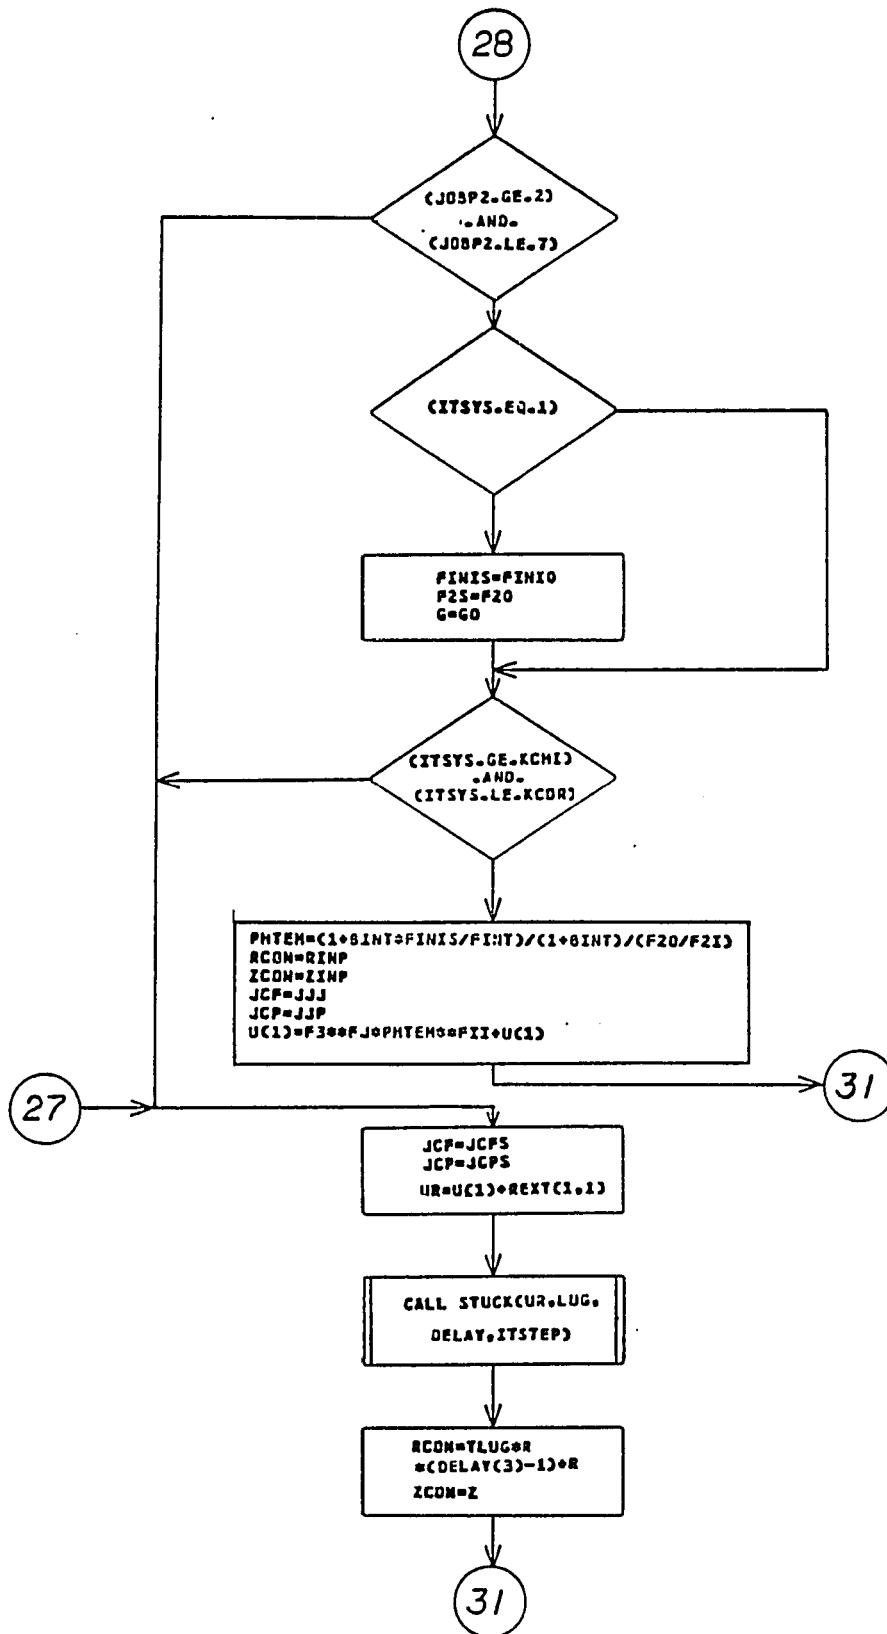 28
(JOBP2.GE.2)
.AND.
(JOBP2.LE.7)
(ITSYS.EQ.1)
FINIS=FINIO
F2S=F2O
G=GO
(ITSYS.GE.KCHI)
.AND.
(ITSYS.LE.KCOR)
PHTEM=(1+BINT*FINIS/FINT)/(1+BINT)/(F2O/F2I)
RCON=RINP
ZCON=ZINP
JCF=JJJ
JCP=JJP
U(1)=F3**FJ*PHTEM**FII+U(1)
31
27
JCF=JCFS
JCP=JCPS
UR=U(1)+REXT(1,1)
CALL STUCK(UR,LUG,
DELAY,ITSTEP)
RCON=TLUG*R
*(DELAY(3)-1)+R
ZCON=Z
31